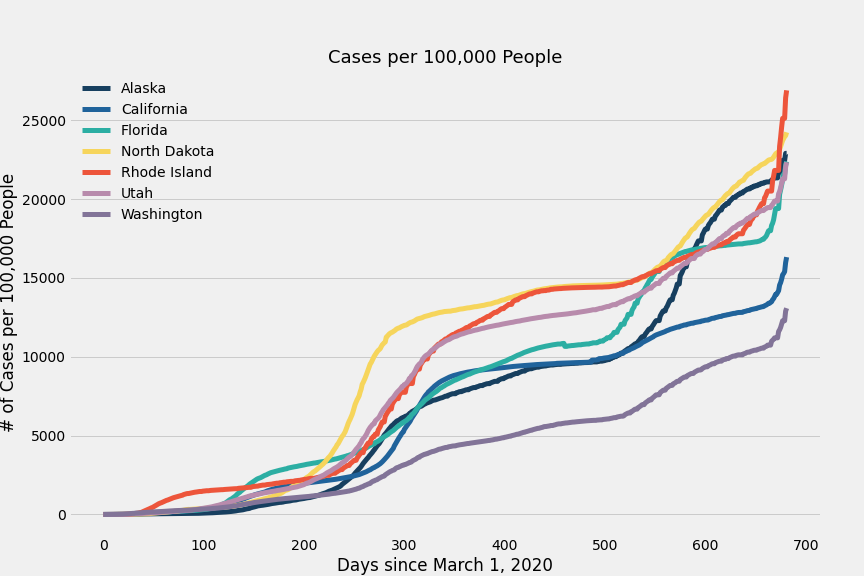 Cases per 100,000 People
Alaska
California
Florida
North Dakota
Rhode Island
Utah
Washington
# of Cases per 100,000 People
25000
20000
15000
10000
5000
0
0 100 200 300 400 500 600 700
Days since March 1, 2020